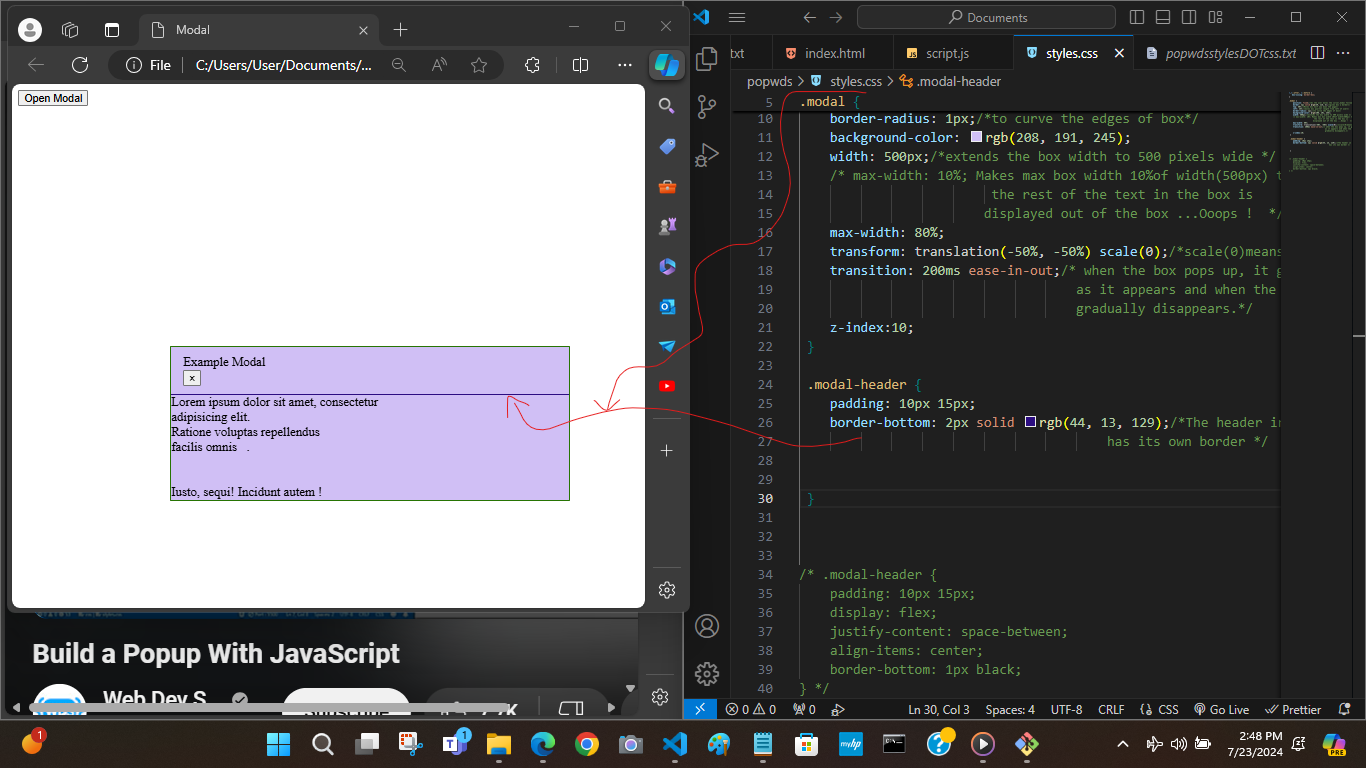 Modal
File
C:/Users/User/Documents/...
Open Modal
Example Modal
×
Lorem ipsum dolor sit amet, consectetur
adipisicing elit.
Ratione voluptas repellendus
facilis omnis .
Iusto, sequi! Incidunt autem !
Build a Popup With JavaScript
Web Dev S
Documents
txt
index.html
script.js
styles.css
popwdsstylesDOTcss.txt
popwds > styles.css > .modal-header
5 .modal {
10 border-radius: 1px;/*to curve the edges of box*/
11 background-color: rgb(208, 191, 245);
12 width: 500px;/*extends the box width to 500 pixels wide */
13 /* max-width: 10%; Makes max box width 10%of width(500px) t
14 the rest of the text in the box is
15 displayed out of the box ...Ooops ! */
16 max-width: 80%;
17 transform: translation(-50%, -50%) scale(0);/*scale(0)means
18 transition: 200ms ease-in-out;/* when the box pops up, it g
19 as it appears and when the
20 gradually disappears.*/
21 z-index:10;
22 }
23
24 .modal-header {
25 padding: 10px 15px;
26 border-bottom: 2px solid rgb(44, 13, 129);/*The header in
27 has its own border */
28
29
30 }
31
32
33
34 /* .modal-header {
35 padding: 10px 15px;
36 display: flex;
37 justify-content: space-between;
38 align-items: center;
39 border-bottom: 1px black;
40 } */
0 0 0 Ln 30, Col 3 Spaces: 4 UTF-8 CRLF CSS Go Live Prettier
1
1
myhp
2:48 PM
7/23/2024
PRE